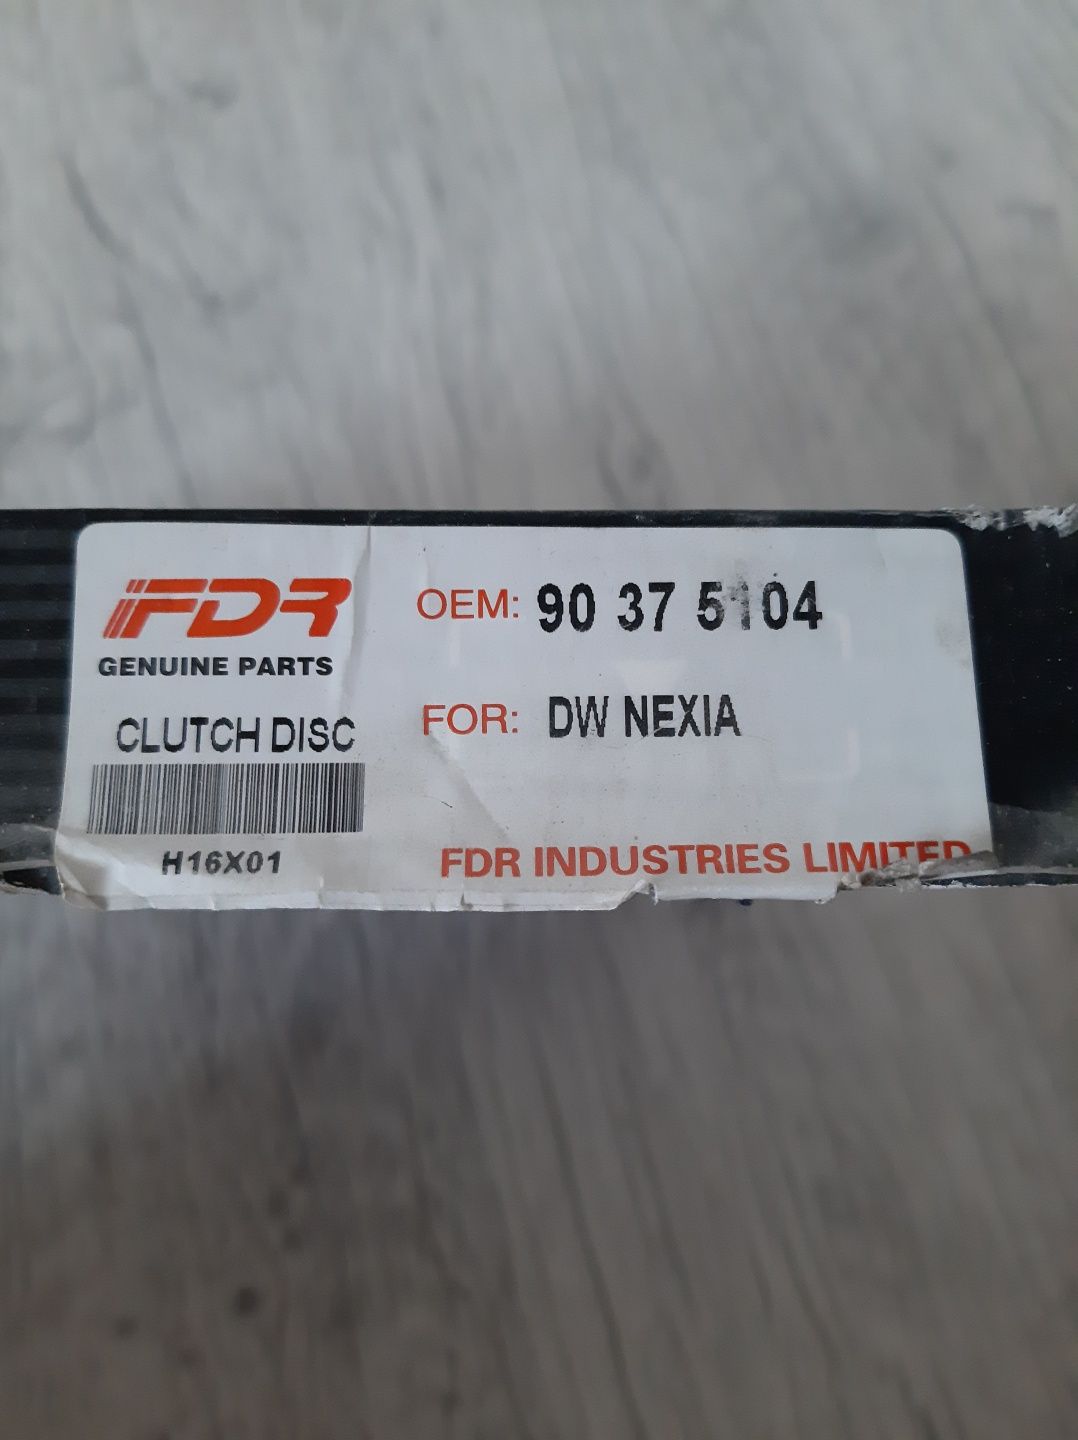 FDR
GENUINE PARTS
CLUTCH DISC
H16X01
OEM: 90 37 5104
FOR: DW NEXIA
FDR INDUSTRIES LIMITED